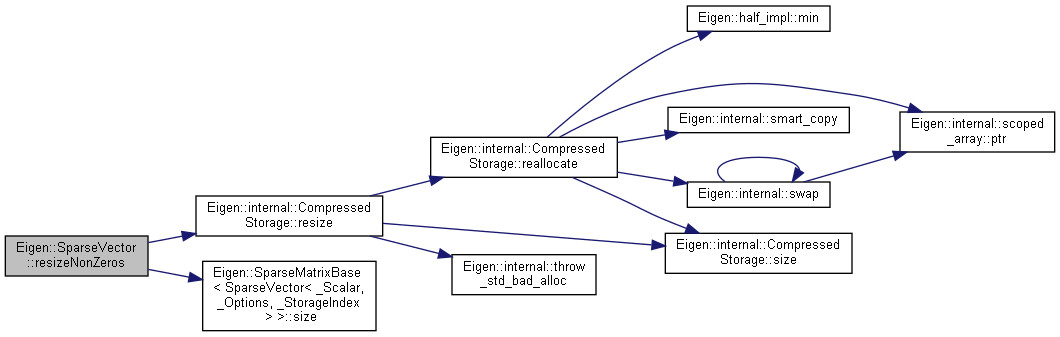 Eigen::half_impl::min
Eigen::internal::smart_copy
Eigen::internal::scoped
_array::ptr
Eigen::internal::Compressed
Storage::reallocate
Eigen::internal::swap
Eigen::internal::Compressed
Storage::resize
Eigen::SparseVector
::resizeNonZeros
Eigen::internal::Compressed
Storage::size
Eigen::internal::throw
_std_bad_alloc
Eigen::SparseMatrixBase
< SparseVector< _Scalar,
_Options, _StorageIndex
> >::size